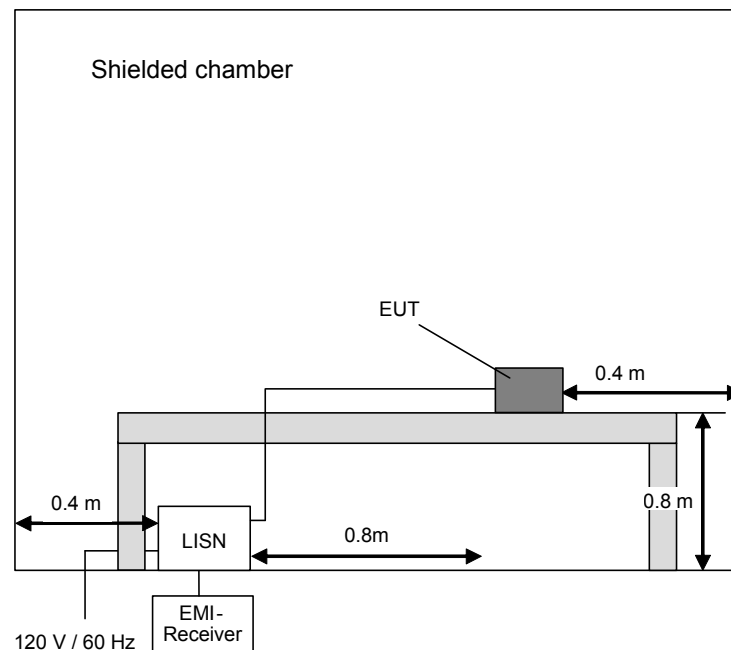 Shielded chamber
EUT
0.4 m
0.4 m
0.8 m
LISN
0.8m
EMI-
Receiver
120 V / 60 Hz